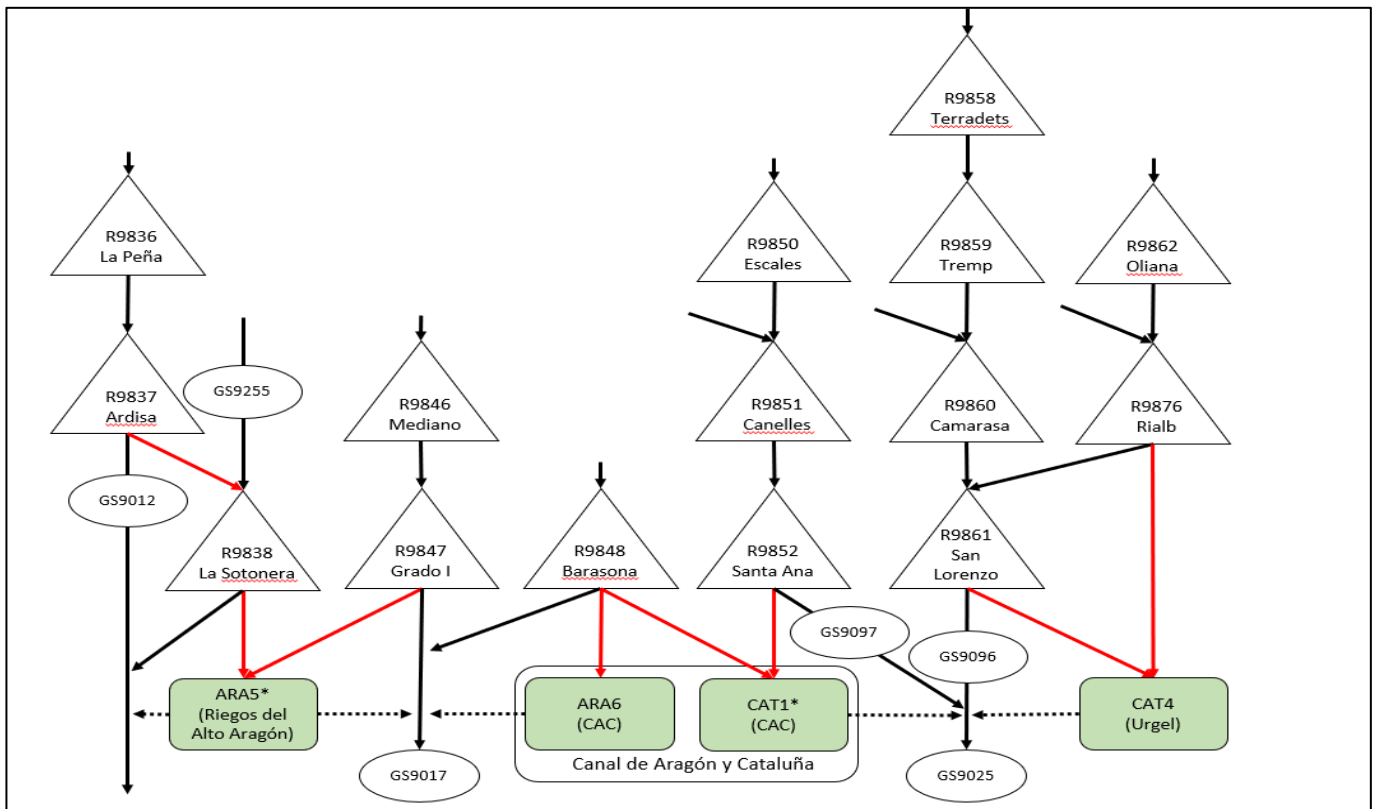 R9858
Terradets
R9836
La Peña
R9850
Escales
R9859
Tremp
R9862
Oliana
R9837
Ardisa
GS9255
R9846
Mediano
R9851
Canelles
R9860
Camarasa
R9876
Rialb
GS9012
R9838
La Sotonera
R9847
Grado I
R9848
Barasona
R9852
Santa Ana
R9861
San
Lorenzo
GS9097
GS9096
ARA5*
(Riegos del
Alto Aragón)
ARA6
(CAC)
CAT1*
(CAC)
CAT4
(Urgel)
Canal de Aragón y Cataluña
GS9017
GS9025